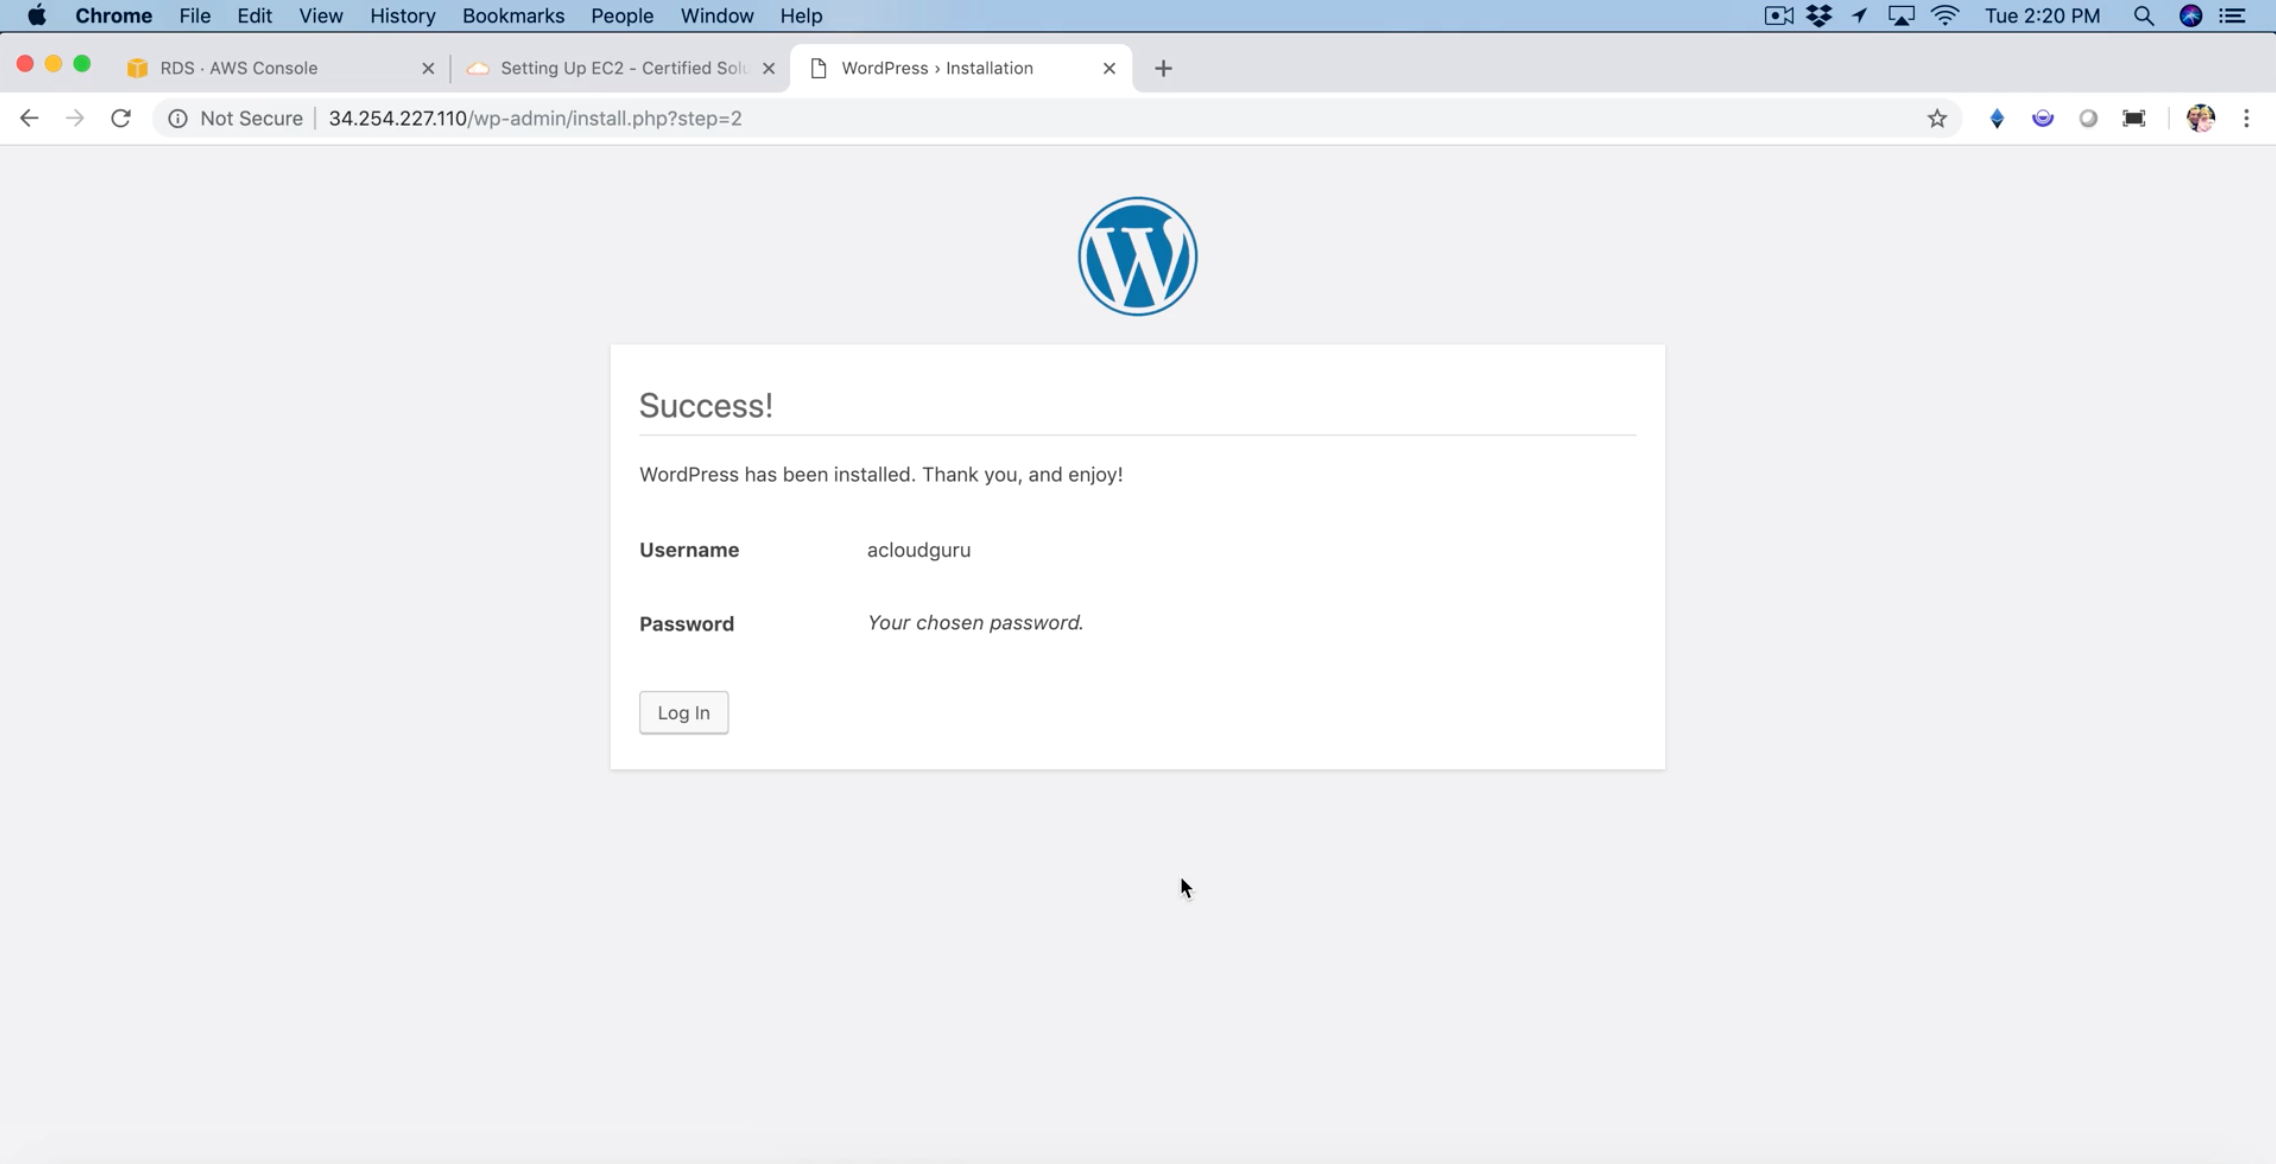 Chrome File Edit View History Bookmarks People Window Help Tue 2:20 PM
RDS · AWS Console Setting Up EC2 - Certified Solu WordPress › Installation
Not Secure 34.254.227.110/wp-admin/install.php?step=2
Success!
WordPress has been installed. Thank you, and enjoy!
Username acloudguru
Password Your chosen password.
Log In